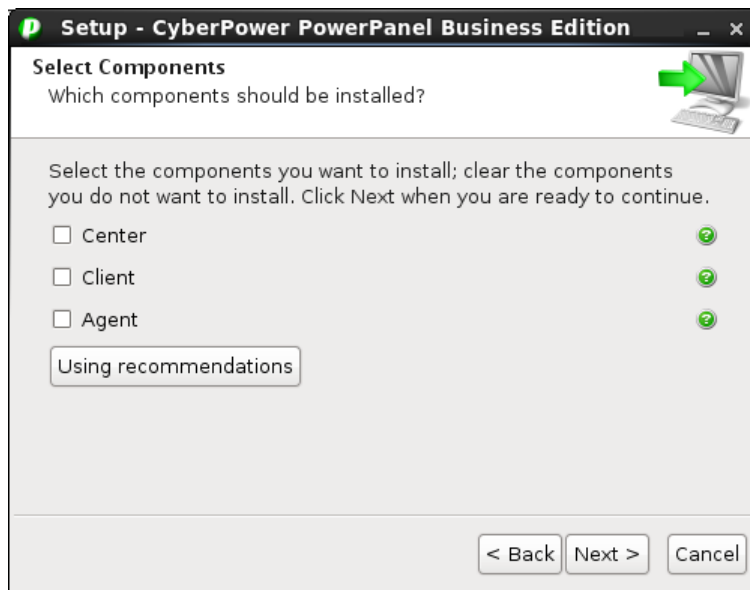 Setup - CyberPower PowerPanel Business Edition
Select Components
Which components should be installed?
Select the components you want to install; clear the components
you do not want to install. Click Next when you are ready to continue.
Center
Client
Agent
Using recommendations
< Back Next > Cancel